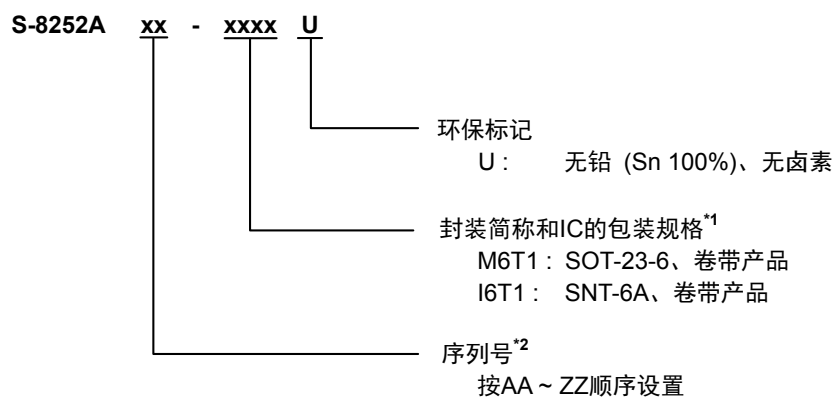 S-8252A xx - xxxx U
环保标记
U : 无铅 (Sn 100%)、无卤素
封装简称和IC的包装规格*1
M6T1 : SOT-23-6、卷带产品
I6T1 : SNT-6A、卷带产品
序列号*2
按AA ~ ZZ顺序设置